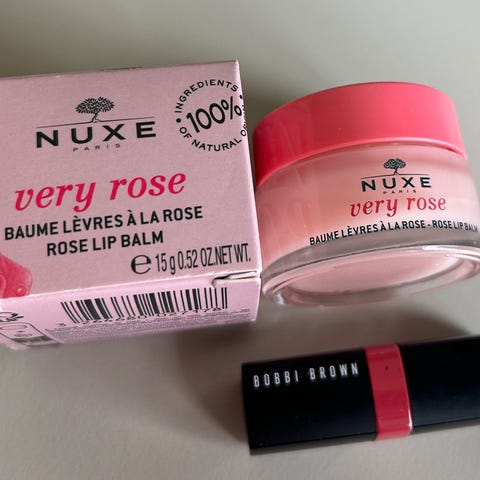 NUXE
PARIS
very rose
BAUME LÈVRES À LA ROSE
ROSE LIP BALM
℮ 15 g 0.52 OZ.NET WT.
INGREDIENTS
100%
OF NATURAL
NUXE
PARIS
very rose
BAUME LÈVRES À LA ROSE - ROSE LIP BALM
BOBBI BROWN